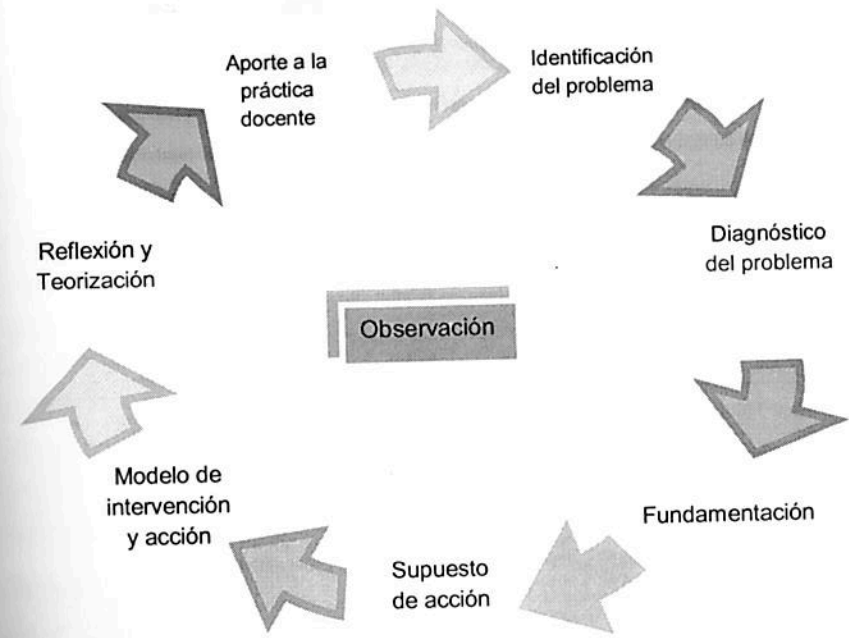 Aporte a la
práctica
docente
Identificación
del problema
Diagnóstico
del problema
Fundamentación
Supuesto
de acción
Modelo de
intervención
y acción
Reflexión y
Teorización
Observación